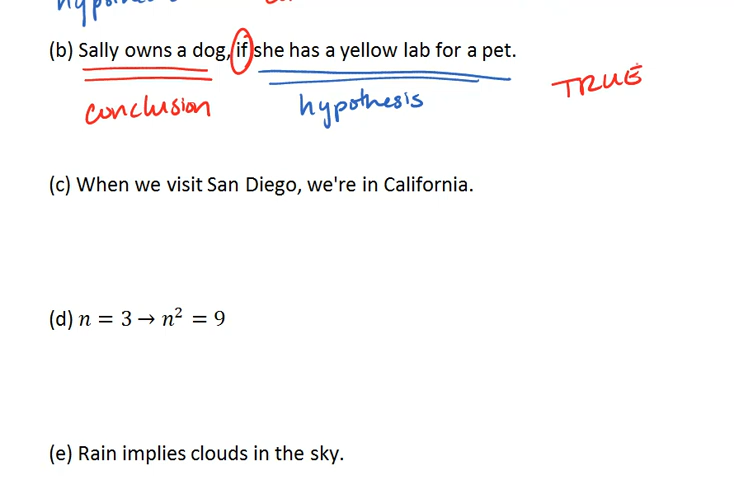 (b) Sally owns a dog, if she has a yellow lab for a pet.
TRUE
conclusion hypothesis
(c) When we visit San Diego, we're in California.
(d) n = 3 → n² = 9
(e) Rain implies clouds in the sky.